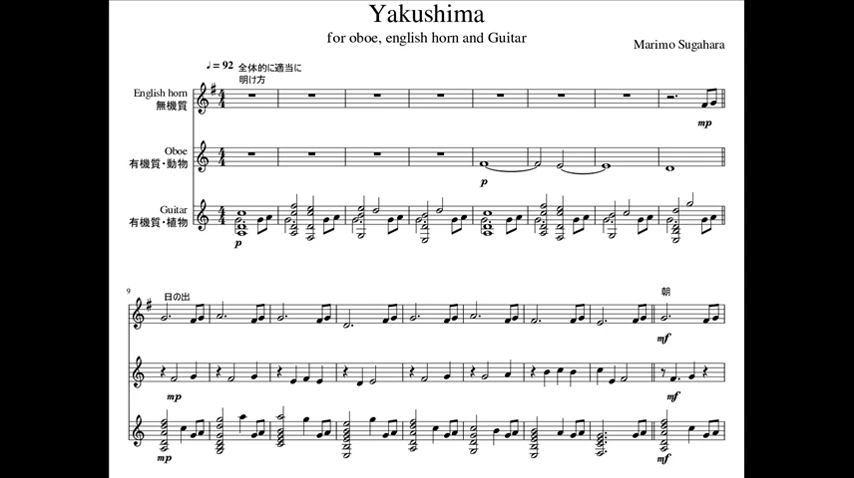 Yakushima
for oboe, english horn and Guitar
Marimo Sugahara
♩= 92 全体的に適当に
明け方
English horn
無機質
mp
Oboe
有機質・動物
p
Guitar
有機質・植物
p
9
日の出
朝
mf
mp
mf
mp
mf